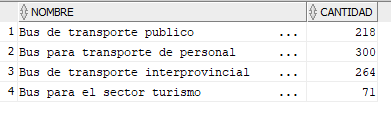 NOMBRE CANTIDAD
1 Bus de transporte publico ... 218
2 Bus para transporte de personal ... 300
3 Bus de transporte interprovincial ... 264
4 Bus para el sector turismo ... 71